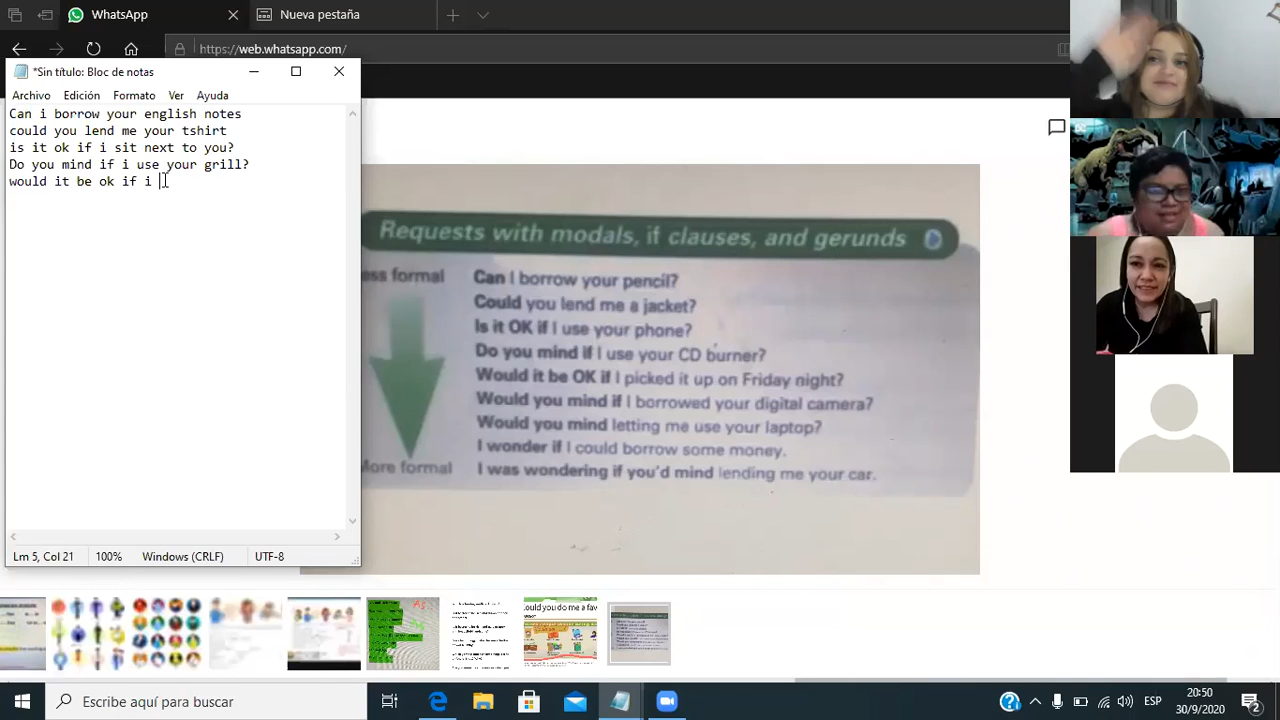 WhatsApp
Nueva pestaña
https://web.whatsapp.com/
*Sin título: Bloc de notas
Archivo Edición Formato Ver Ayuda
Can i borrow your english notes
could you lend me your tshirt
is it ok if i sit next to you?
Do you mind if i use your grill?
would it be ok if i
Lm 5, Col 21 100% Windows (CRLF) UTF-8
Requests with modals, if clauses, and gerunds
ess formal
Can I borrow your pencil?
Could you lend me a jacket?
Is it OK if I use your phone?
Do you mind if I use your CD burner?
Would it be OK if I picked it up on Friday night?
Would you mind if I borrowed your digital camera?
Would you mind letting me use your laptop?
I wonder if I could borrow some money.
More formal
I was wondering if you'd mind lending me your car.
ould you do me a fav
Escribe aquí para buscar
ESP
20:50
30/9/2020
2